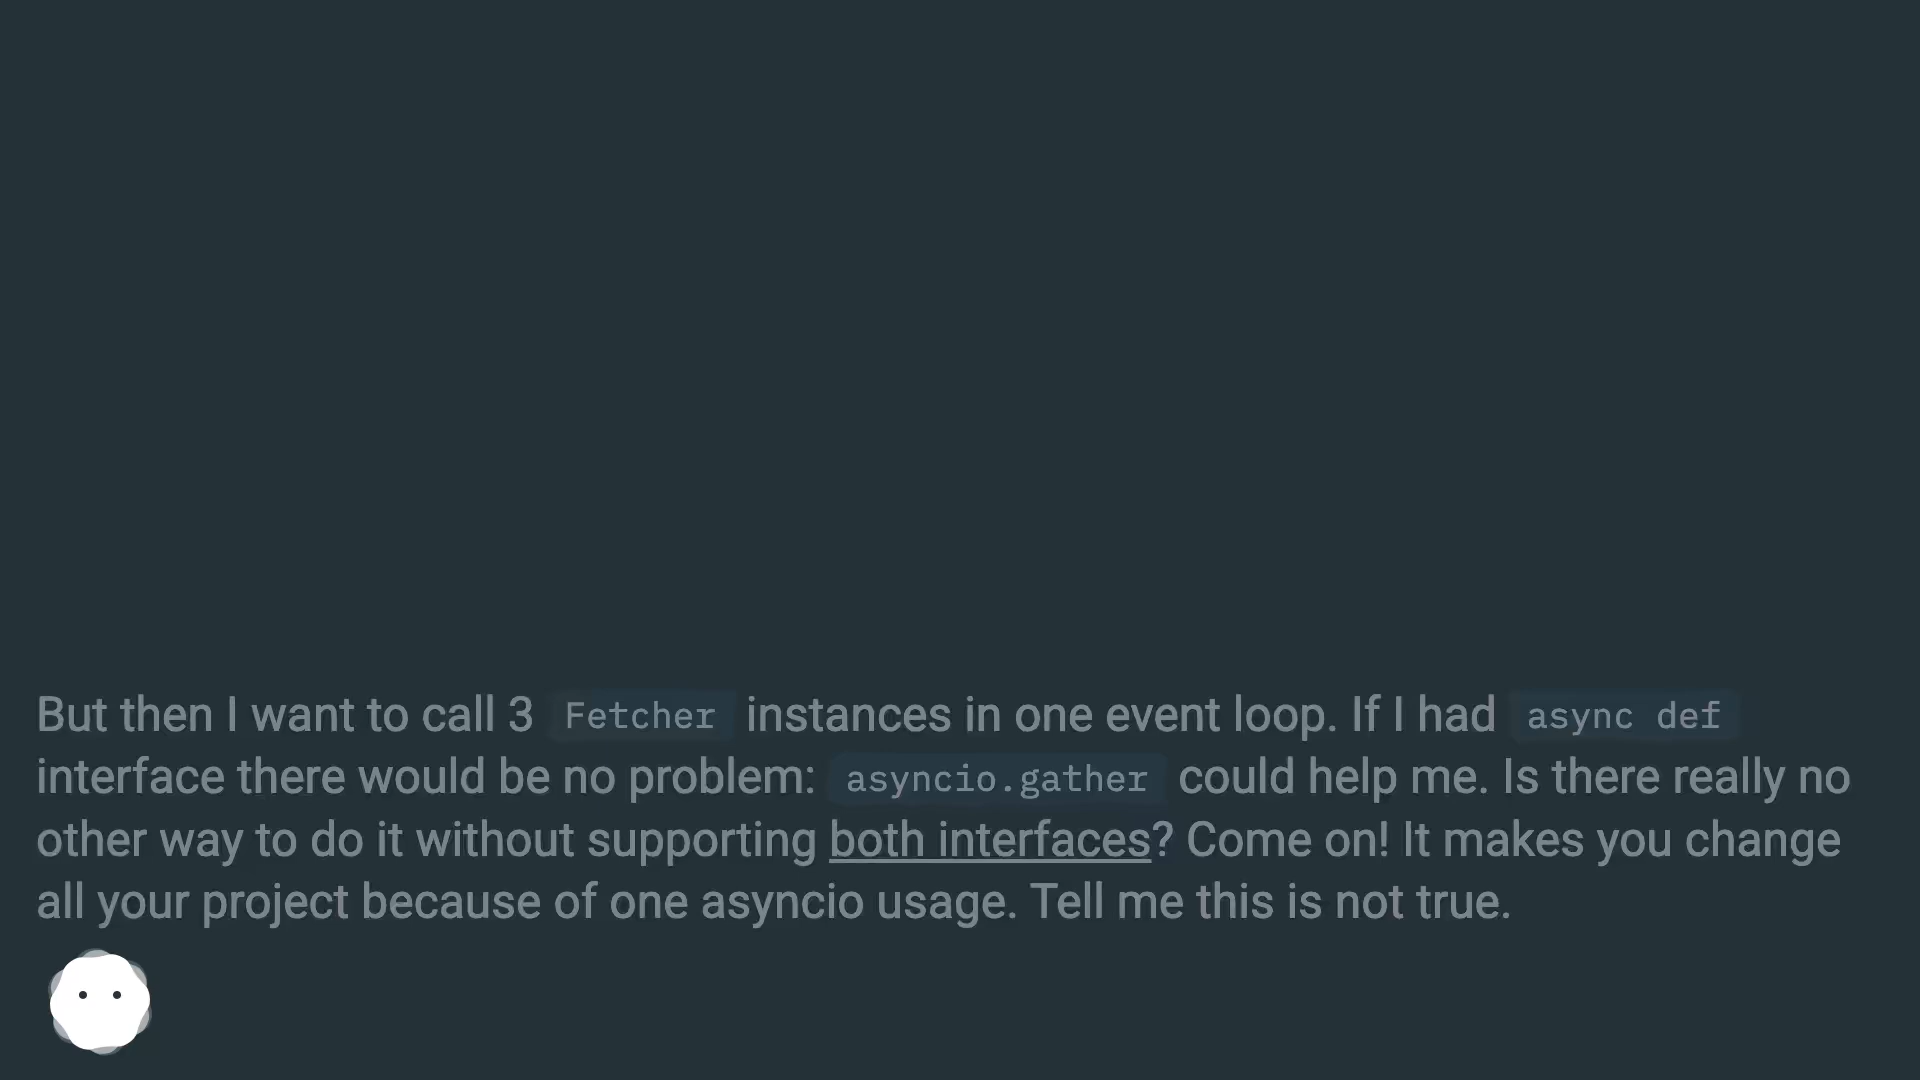 But then I want to call 3 Fetcher instances in one event loop. If I had async def
interface there would be no problem: asyncio.gather could help me. Is there really no
other way to do it without supporting both interfaces? Come on! It makes you change
all your project because of one asyncio usage. Tell me this is not true.